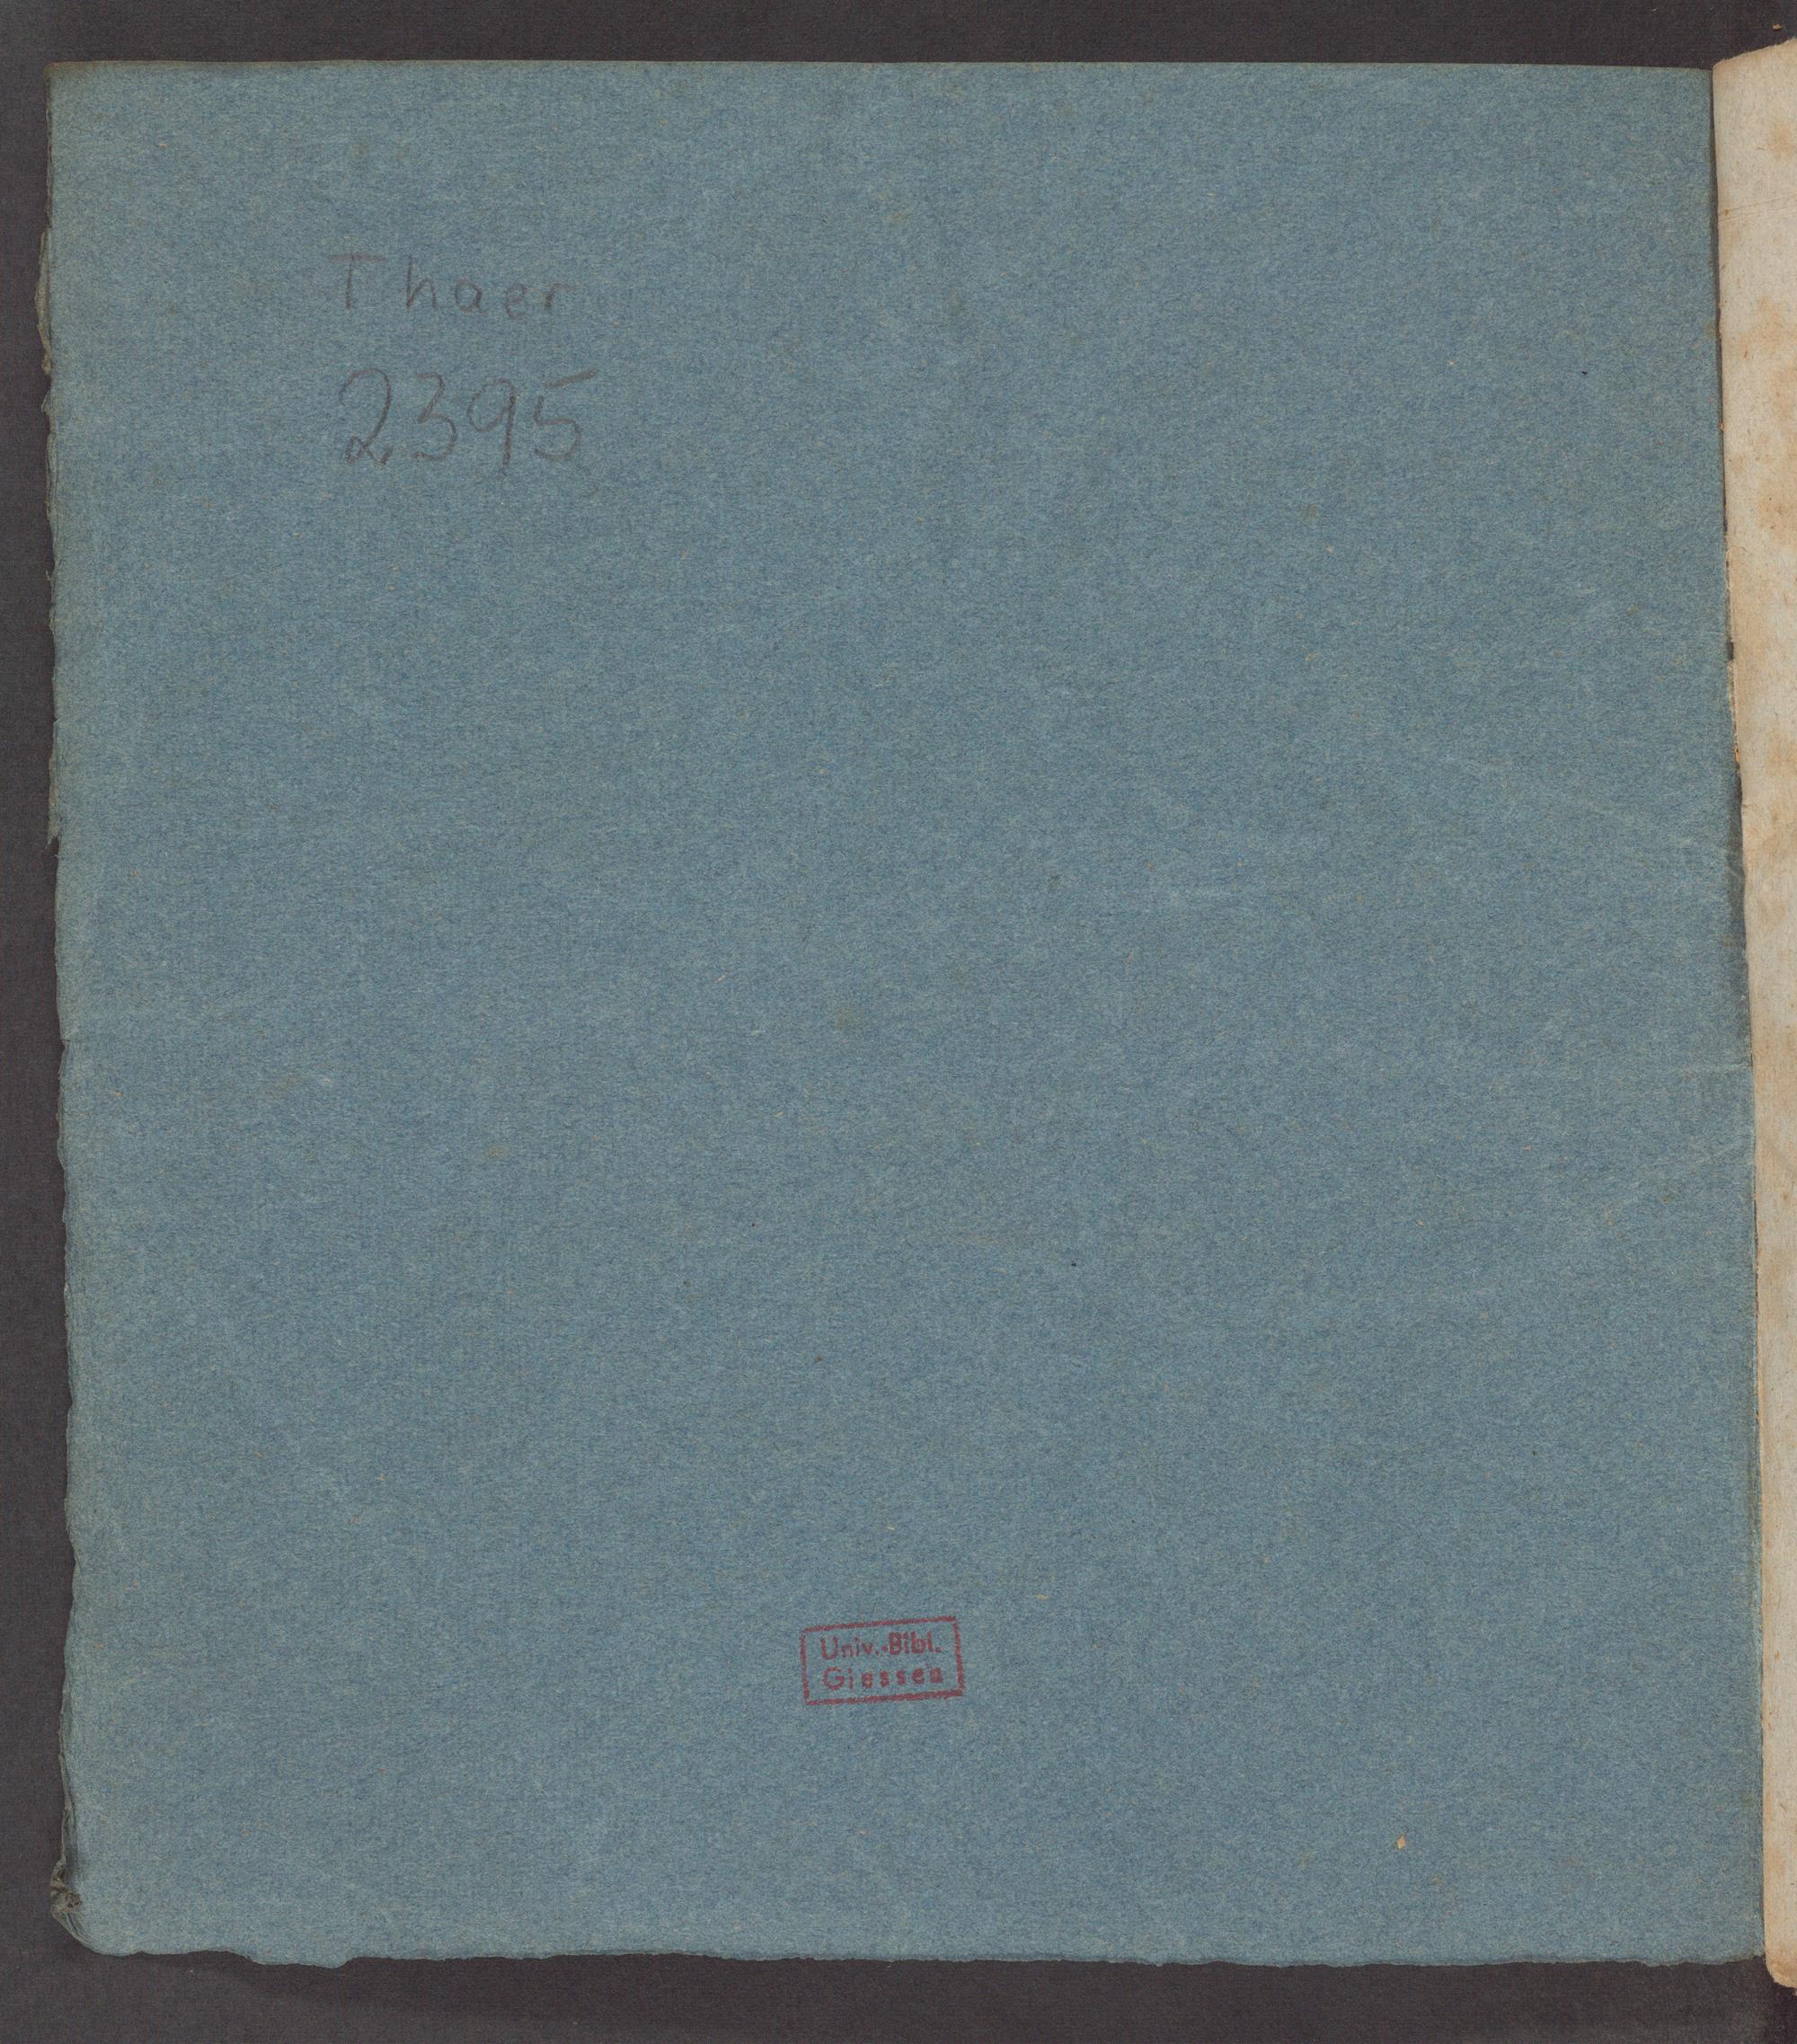 Thaer
2395
Univ.-Bibl.
Giessen